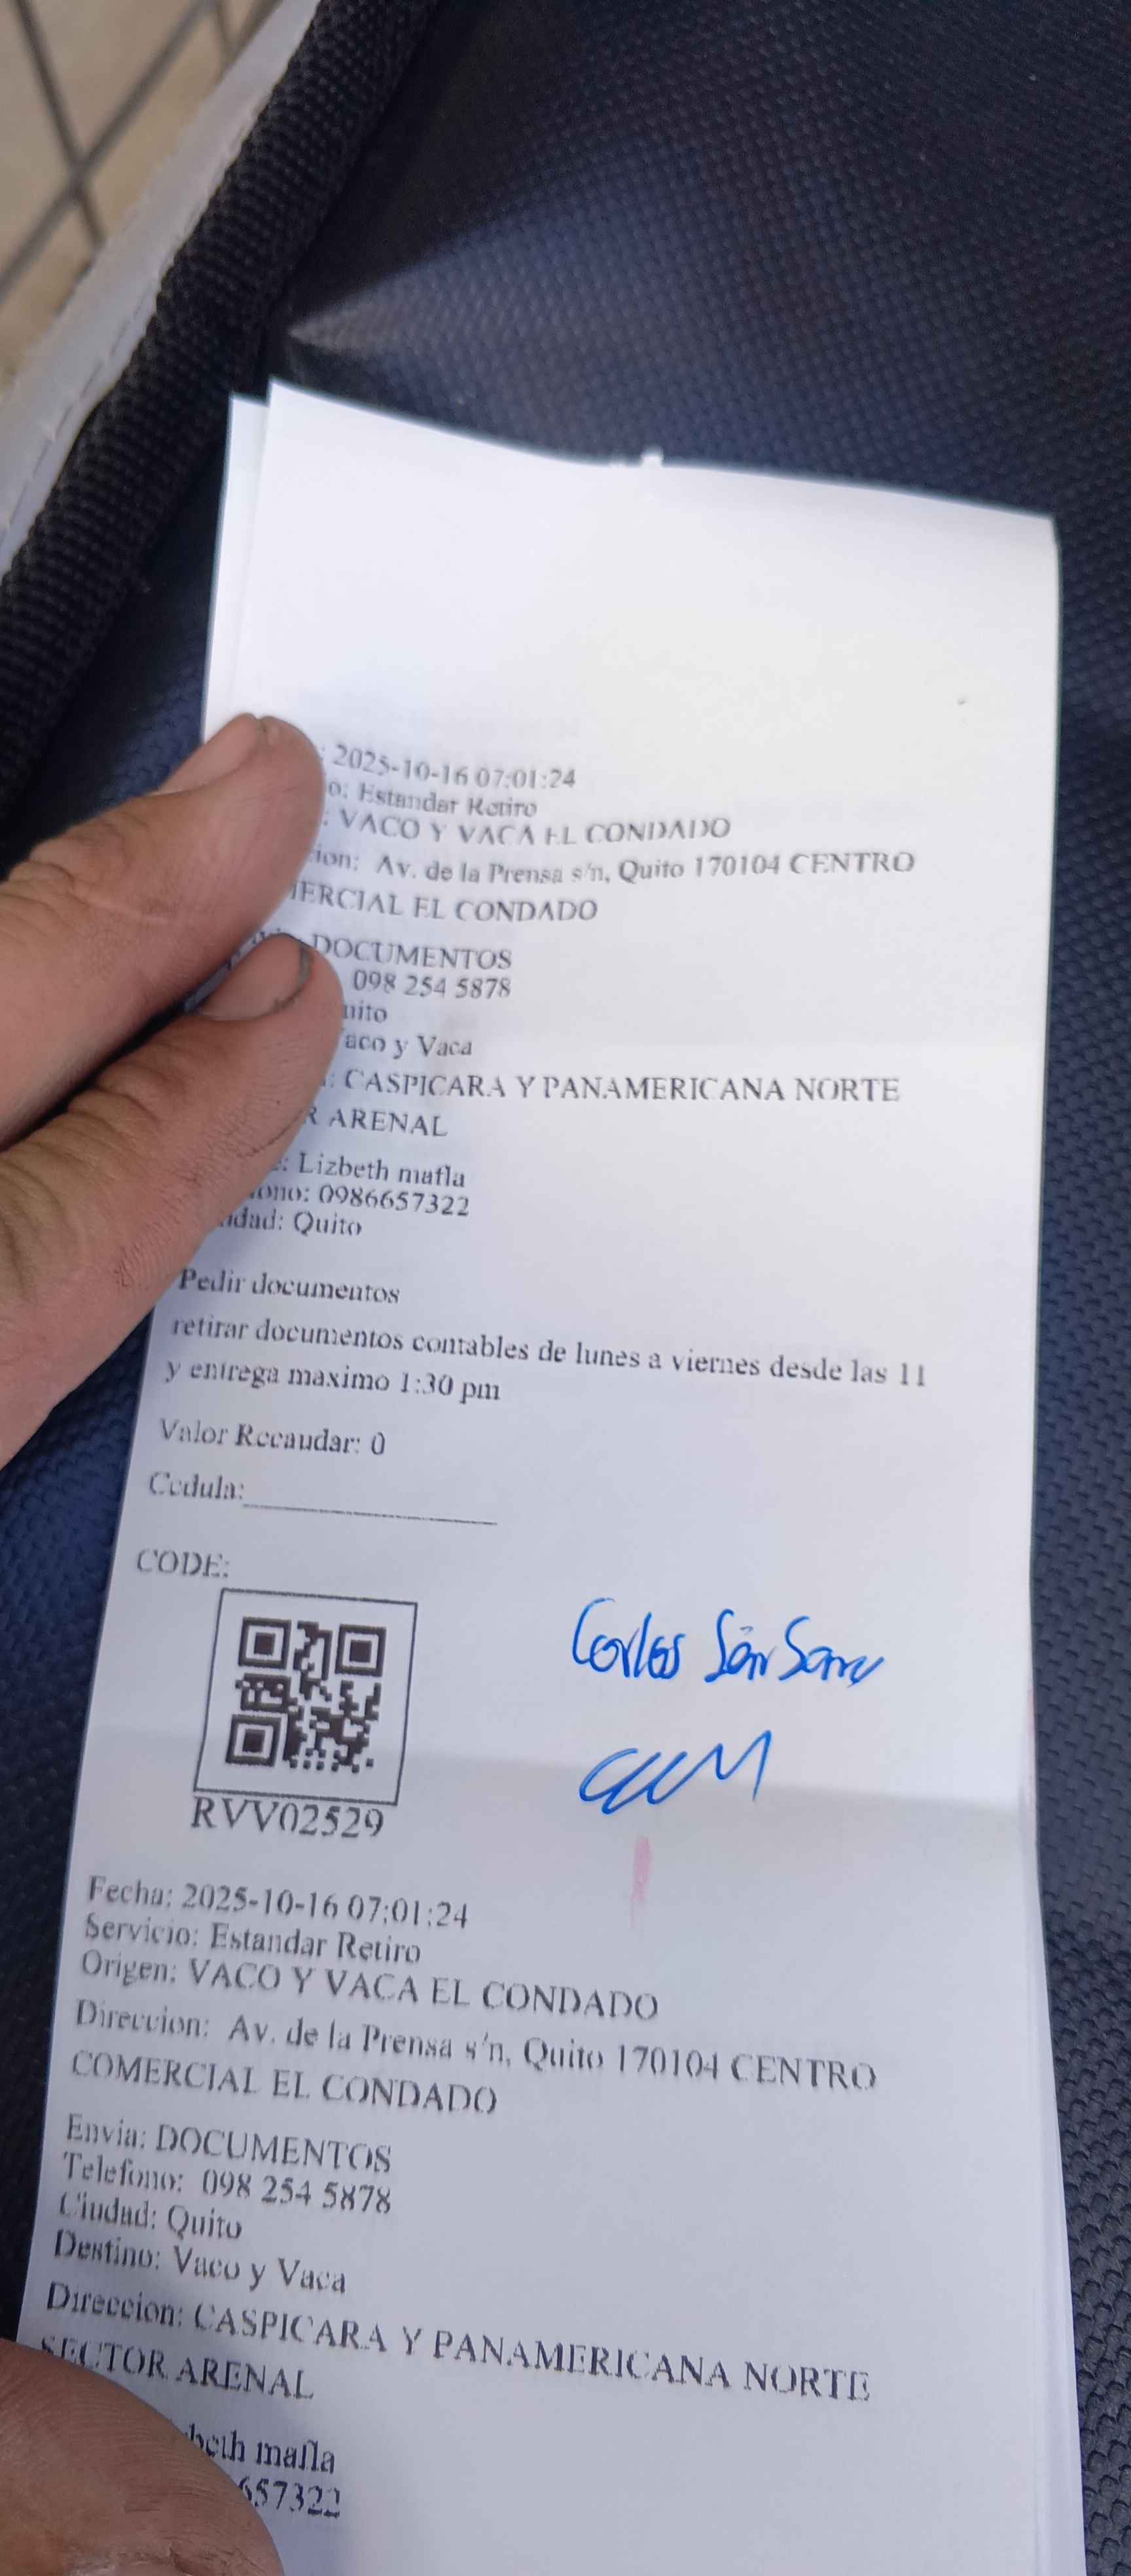 : 2025-10-16 07:01:24
o: Estandar Retiro
: VACO Y VACA EL CONDADO
cion: Av. de la Prensa s/n, Quito 170104 CENTRO
MERCIAL EL CONDADO
DOCUMENTOS
098 254 5878
uito
aco y Vaca
: CASPICARA Y PANAMERICANA NORTE
R ARENAL
: Lizbeth mafla
ono: 0986657322
udad: Quito
Pedir documentos
retirar documentos contables de lunes a viernes desde las 11
y entrega maximo 1:30 pm
Valor Recaudar: 0
Cedula:
CODE:
Carlos
RVV02529
Fecha: 2025-10-16 07:01:24
Servicio: Estandar Retiro
Origen: VACO Y VACA EL CONDADO
Direccion: Av. de la Prensa s/n, Quito 170104 CENTRO
COMERCIAL EL CONDADO
Envia: DOCUMENTOS
Telefono: 098 254 5878
Ciudad: Quito
Destino: Vaco y Vaca
Direccion: CASPICARA Y PANAMERICANA NORTE
SECTOR ARENAL
beth mafla
657322